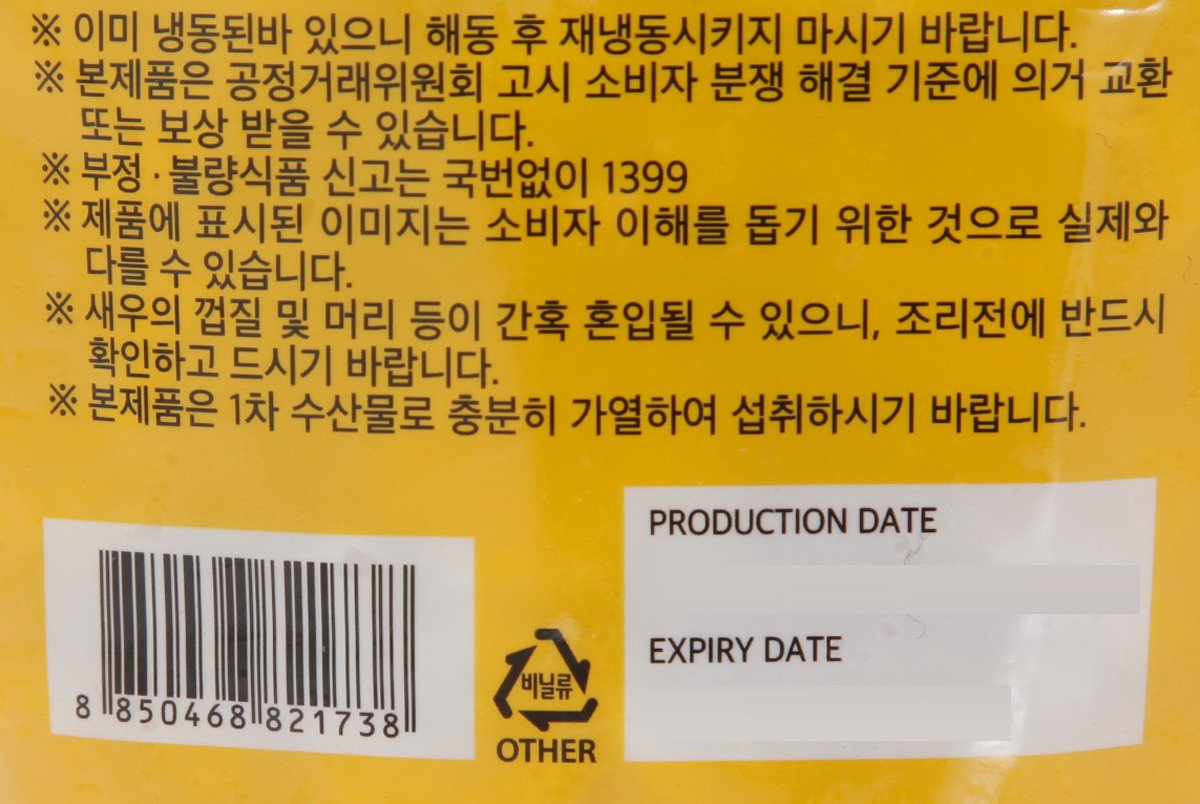 ※ 이미 냉동된바 있으니 해동 후 재냉동시키지 마시기 바랍니다.
※ 본제품은 공정거래위원회 고시 소비자 분쟁 해결 기준에 의거 교환
또는 보상 받을 수 있습니다.
※ 부정·불량식품 신고는 국번없이 1399
※ 제품에 표시된 이미지는 소비자 이해를 돕기 위한 것으로 실제와
다를 수 있습니다.
※ 새우의 껍질 및 머리 등이 간혹 혼입될 수 있으니, 조리전에 반드시
확인하고 드시기 바랍니다.
※ 본제품은 1차 수산물로 충분히 가열하여 섭취하시기 바랍니다.
PRODUCTION DATE
EXPIRY DATE
8 850468 821738
비닐류
OTHER